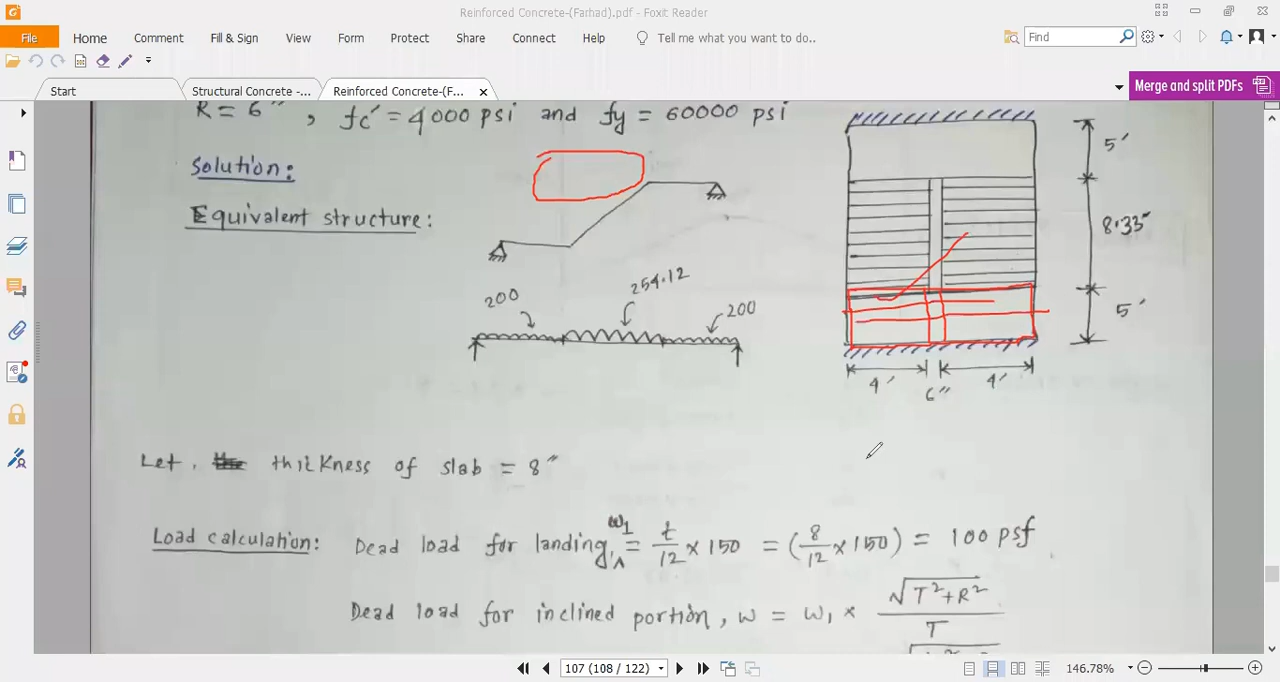 Reinforced Concrete-(Farhad).pdf - Foxit Reader
File Home Comment Fill & Sign View Form Protect Share Connect Help Tell me what you want to do.. Find
Start Structural Concrete -... Reinforced Concrete-(F... Merge and split PDFs
R = 6" , fc' = 4000 psi and fy = 60000 psi
Solution:
Equivalent structure:
200
254.12
200
5'
8.33"
5'
4' 6" 4'
Let, thickness of slab = 8"
Load calculation: Dead load for landing, w1 = t/12 × 150 = (8/12 × 150) = 100 psf
Dead load for inclined portion, w = w1 × √T²+R² / T
107 (108 / 122) 146.78%